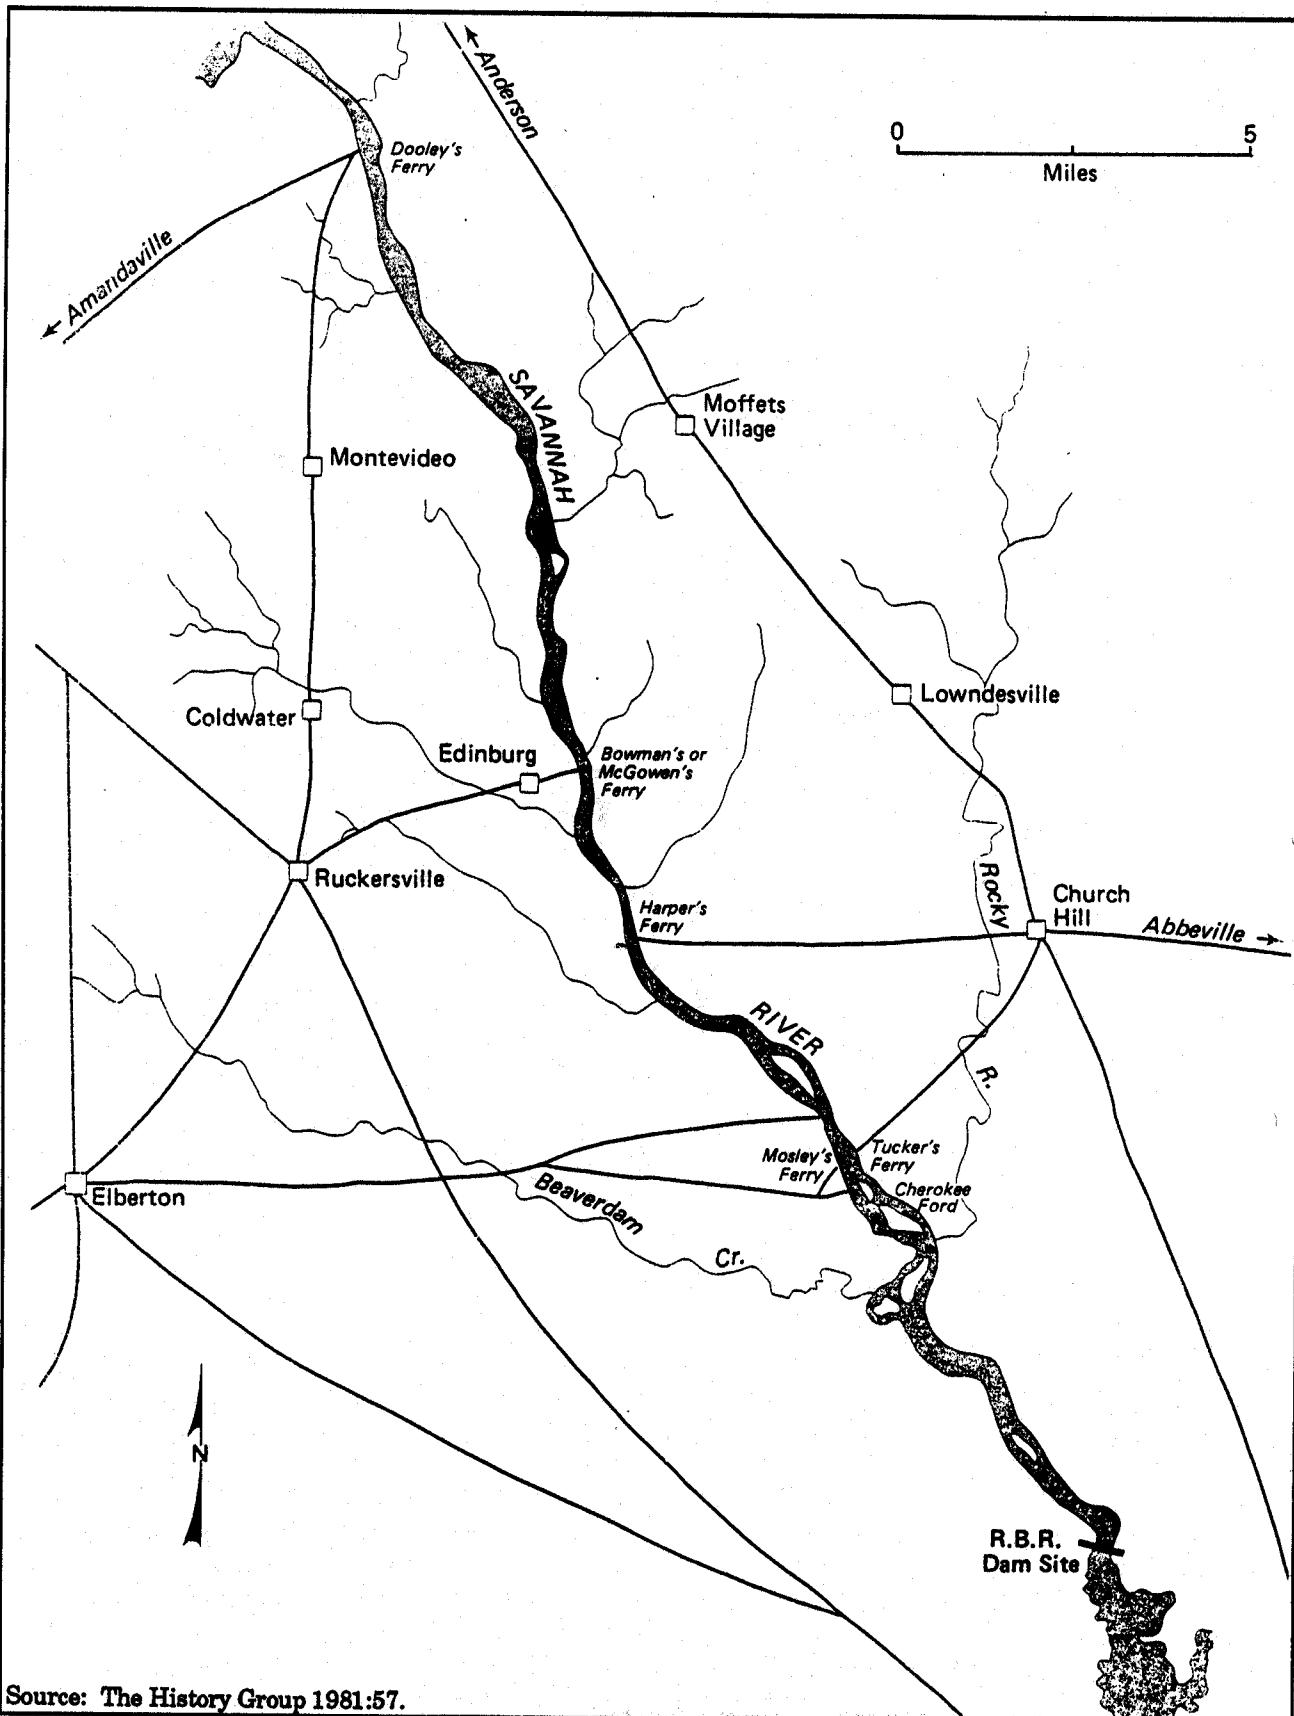 Anderson
0 5
Miles
Dooley's
Ferry
Amandaville
SAVANNAH
Moffets
Village
Montevideo
Lowndesville
Coldwater
Edinburg
Bowman's or
McGowen's
Ferry
Ruckersville
Rocky
Church
Hill
Harper's
Ferry
Abbeville
RIVER
R.
Tucker's
Ferry
Mosley's
Ferry
Cherokee
Ford
Elberton
Beaverdam
Cr.
N
R.B.R.
Dam Site
Source: The History Group 1981:57.